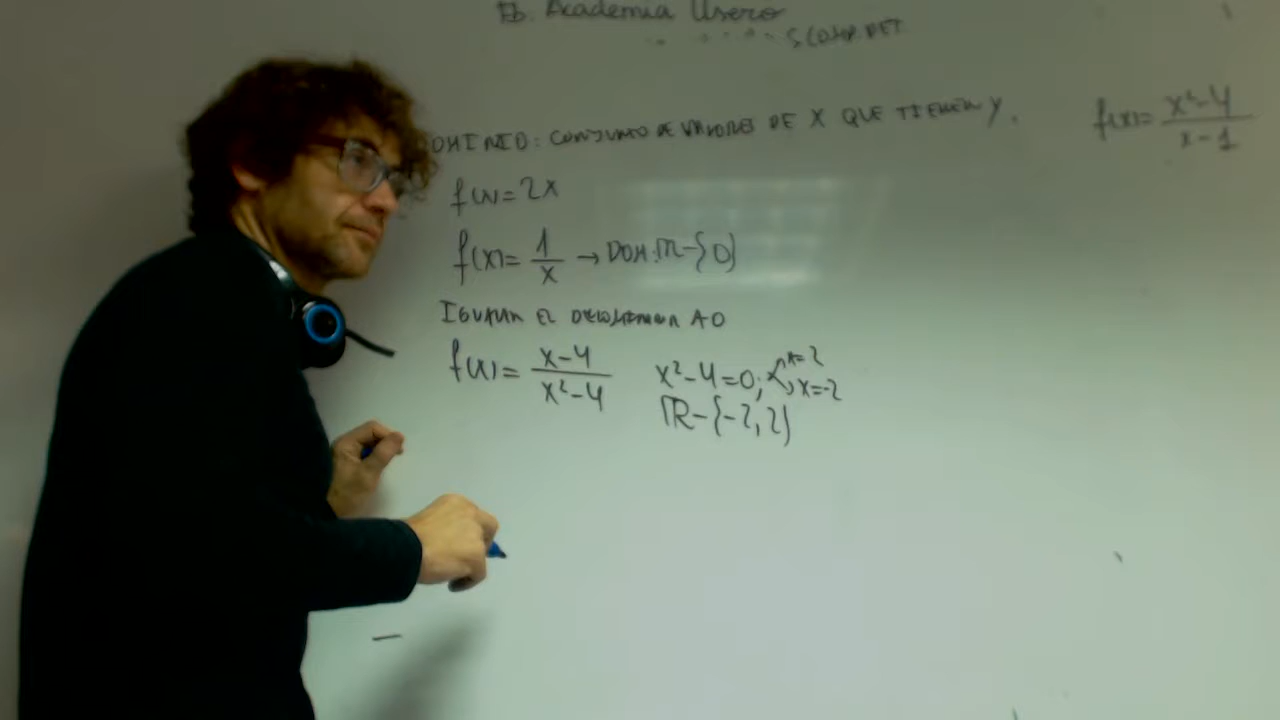 Fb. Academia Usero
DOMINIO: CONJUNTO DE VALORES DE X QUE TIENEN Y.
f(x)= x²-4 / x-1
f(x)=2x
f(x)= 1/x → DOM: ℝ-{0}
IGUALAR EL DENOMINADOR A 0
f(x)= x-4 / x²-4
x²-4=0; x=2
x=-2
ℝ-{-2,2}